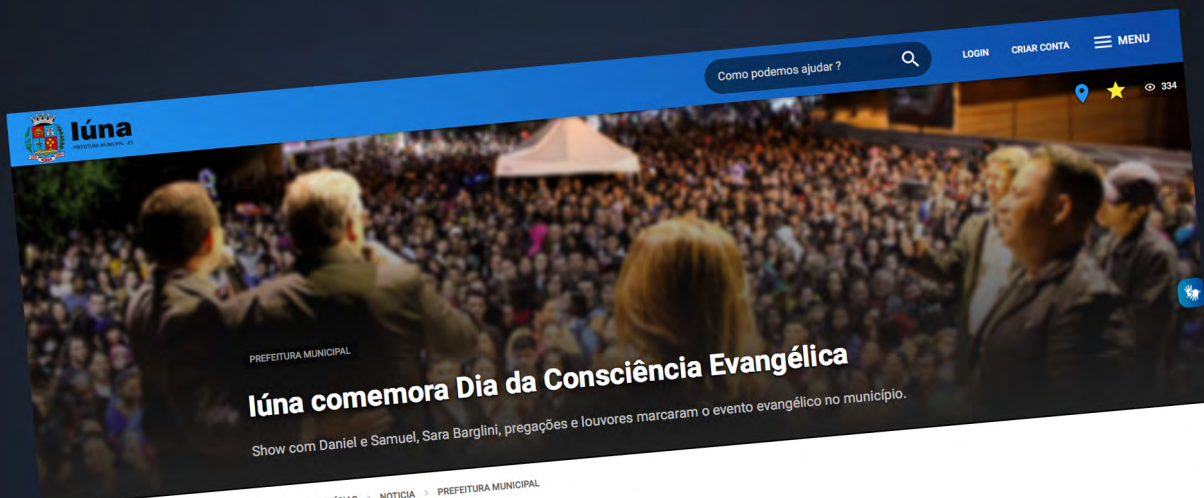 Como podemos ajudar ?
LOGIN
CRIAR CONTA
MENU
Iúna
PREFEITURA MUNICIPAL - ES
334
PREFEITURA MUNICIPAL
Iúna comemora Dia da Consciência Evangélica
Show com Daniel e Samuel, Sara Barglini, pregações e louvores marcaram o evento evangélico no município.
> NOTICIA > PREFEITURA MUNICIPAL